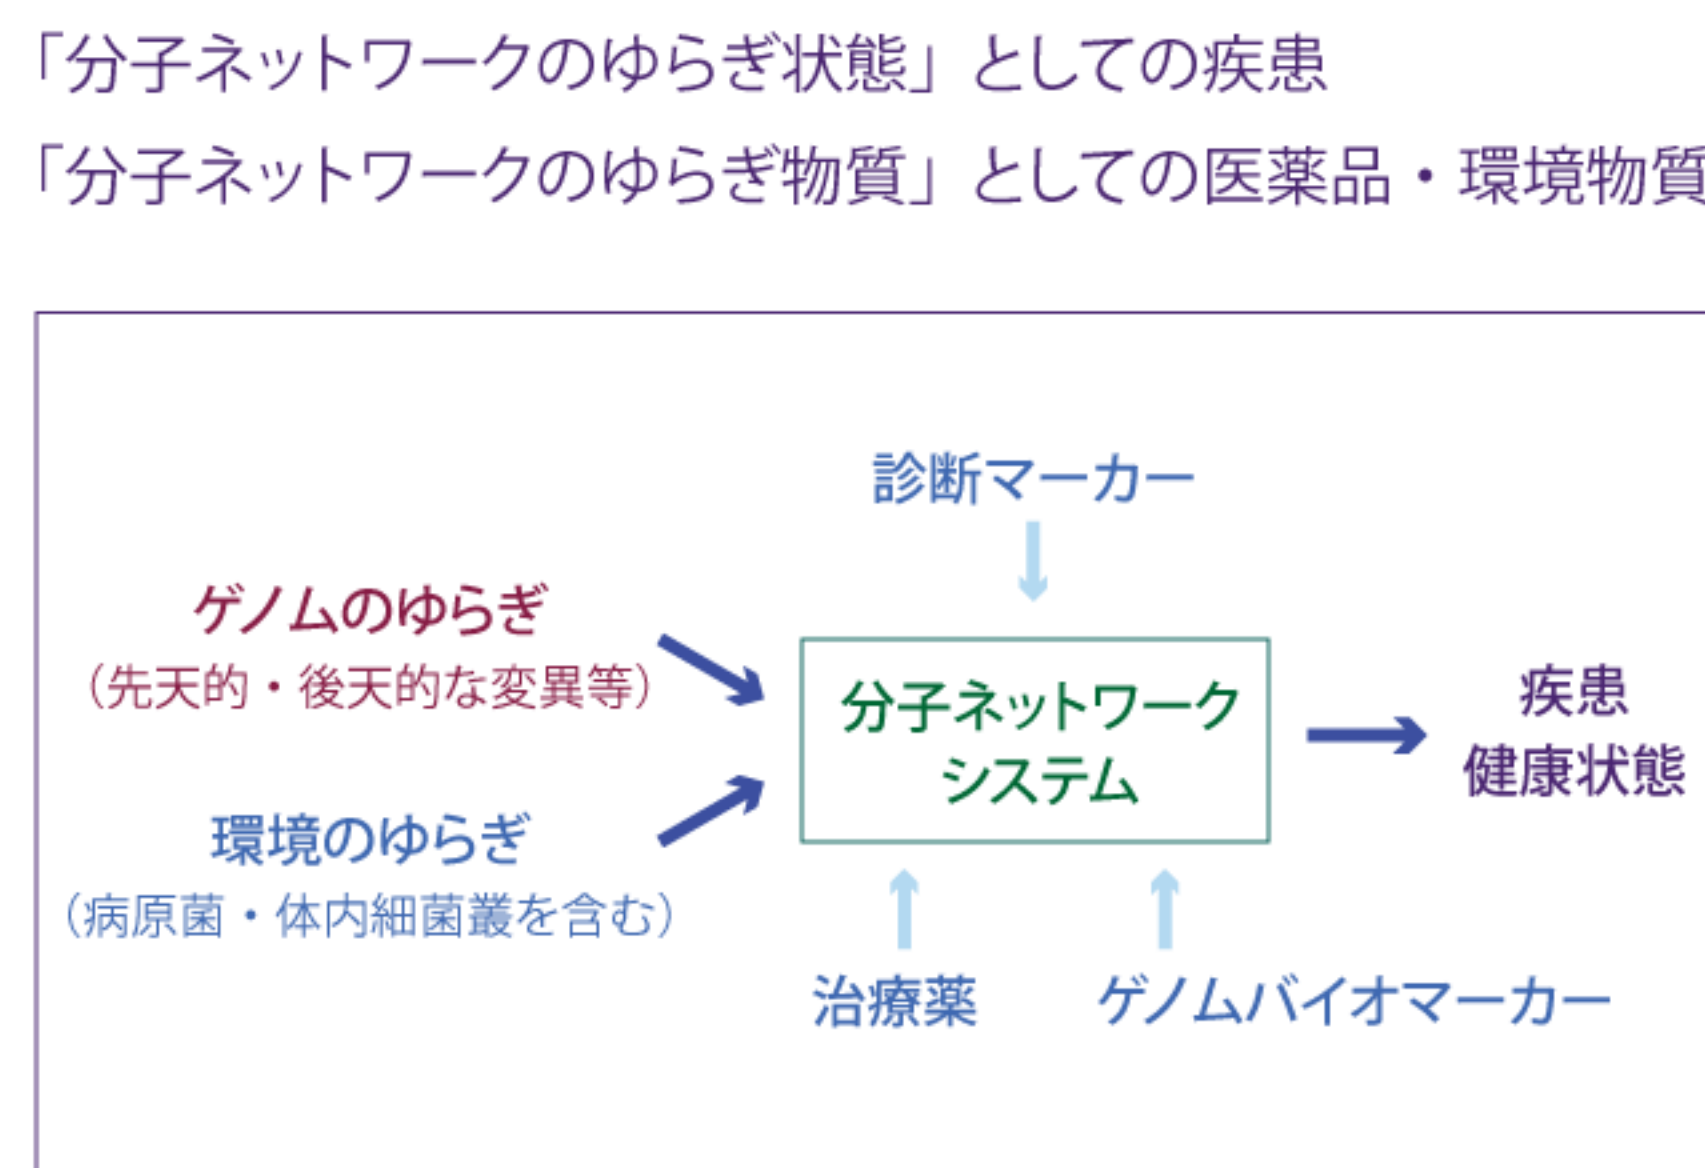 「分子ネットワークのゆらぎ状態」としての疾患
「分子ネットワークのゆらぎ物質」としての医薬品・環境物質
診断マーカー
ゲノムのゆらぎ
（先天的・後天的な変異等）
環境のゆらぎ
（病原菌・体内細菌叢を含む）
分子ネットワーク
システム
疾患
健康状態
治療薬
ゲノムバイオマーカー